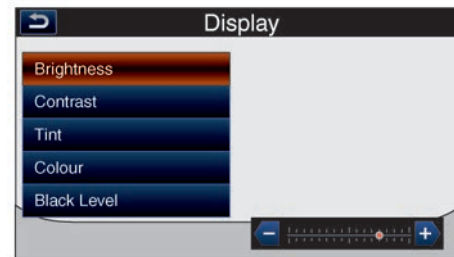 Display
Brightness
Contrast
Tint
Colour
Black Level
− +